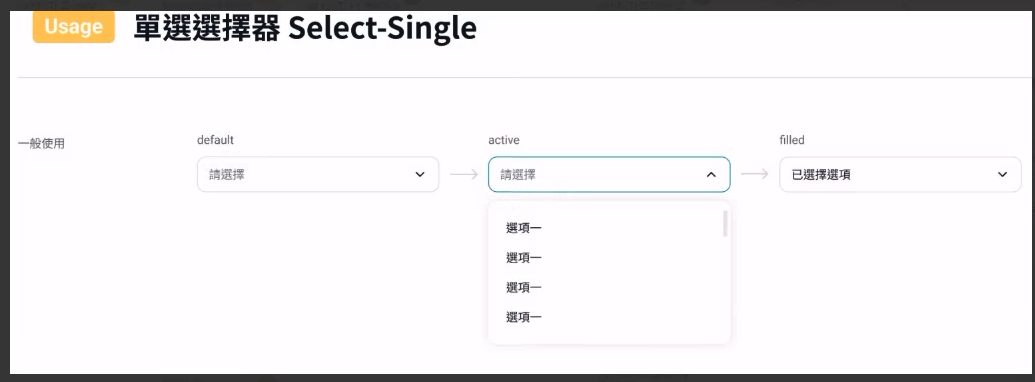 Usage 單選選擇器 Select-Single
一般使用
default
active
filled
請選擇
請選擇
已選擇選項
選項一
選項一
選項一
選項一